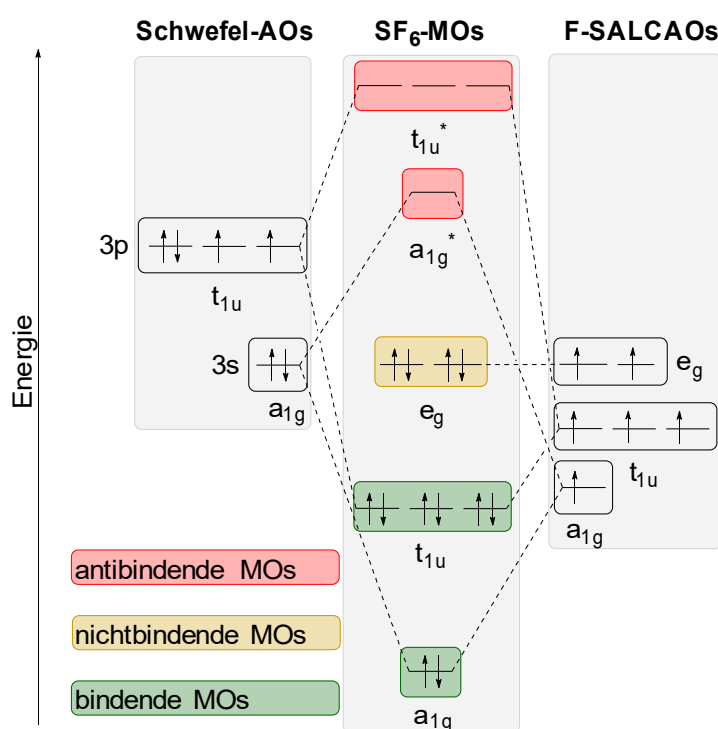 Schwefel-AOs SF6-MOs F-SALCAOs
t1u*
3p
a1g*
t1u
Energie
3s
eg
a1g
eg
t1u
a1g
t1u
antibindende MOs
nichtbindende MOs
bindende MOs
a1g